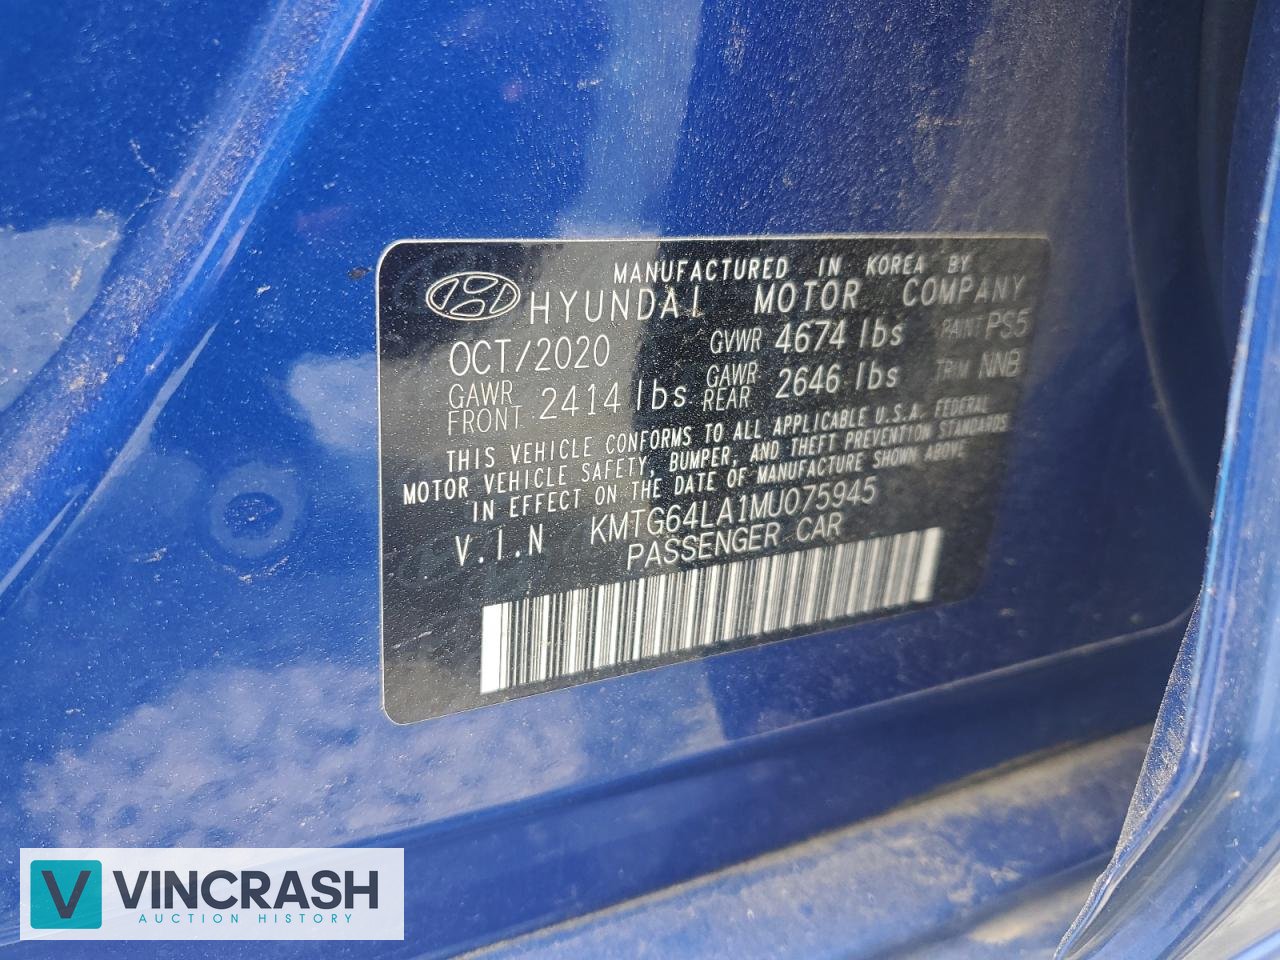 MANUFACTURED IN KOREA BY
HYUNDAI MOTOR COMPANY
OCT/2020 GVWR 4674 lbs PAINT PS5
GAWR FRONT 2414 lbs GAWR REAR 2646 lbs TRIM NNB
THIS VEHICLE CONFORMS TO ALL APPLICABLE U.S.A. FEDERAL
MOTOR VEHICLE SAFETY, BUMPER, AND THEFT PREVENTION STANDARDS
IN EFFECT ON THE DATE OF MANUFACTURE SHOWN ABOVE
V.I.N KMTG64LA1MU075945
PASSENGER CAR
V VINCRASH
AUCTION HISTORY